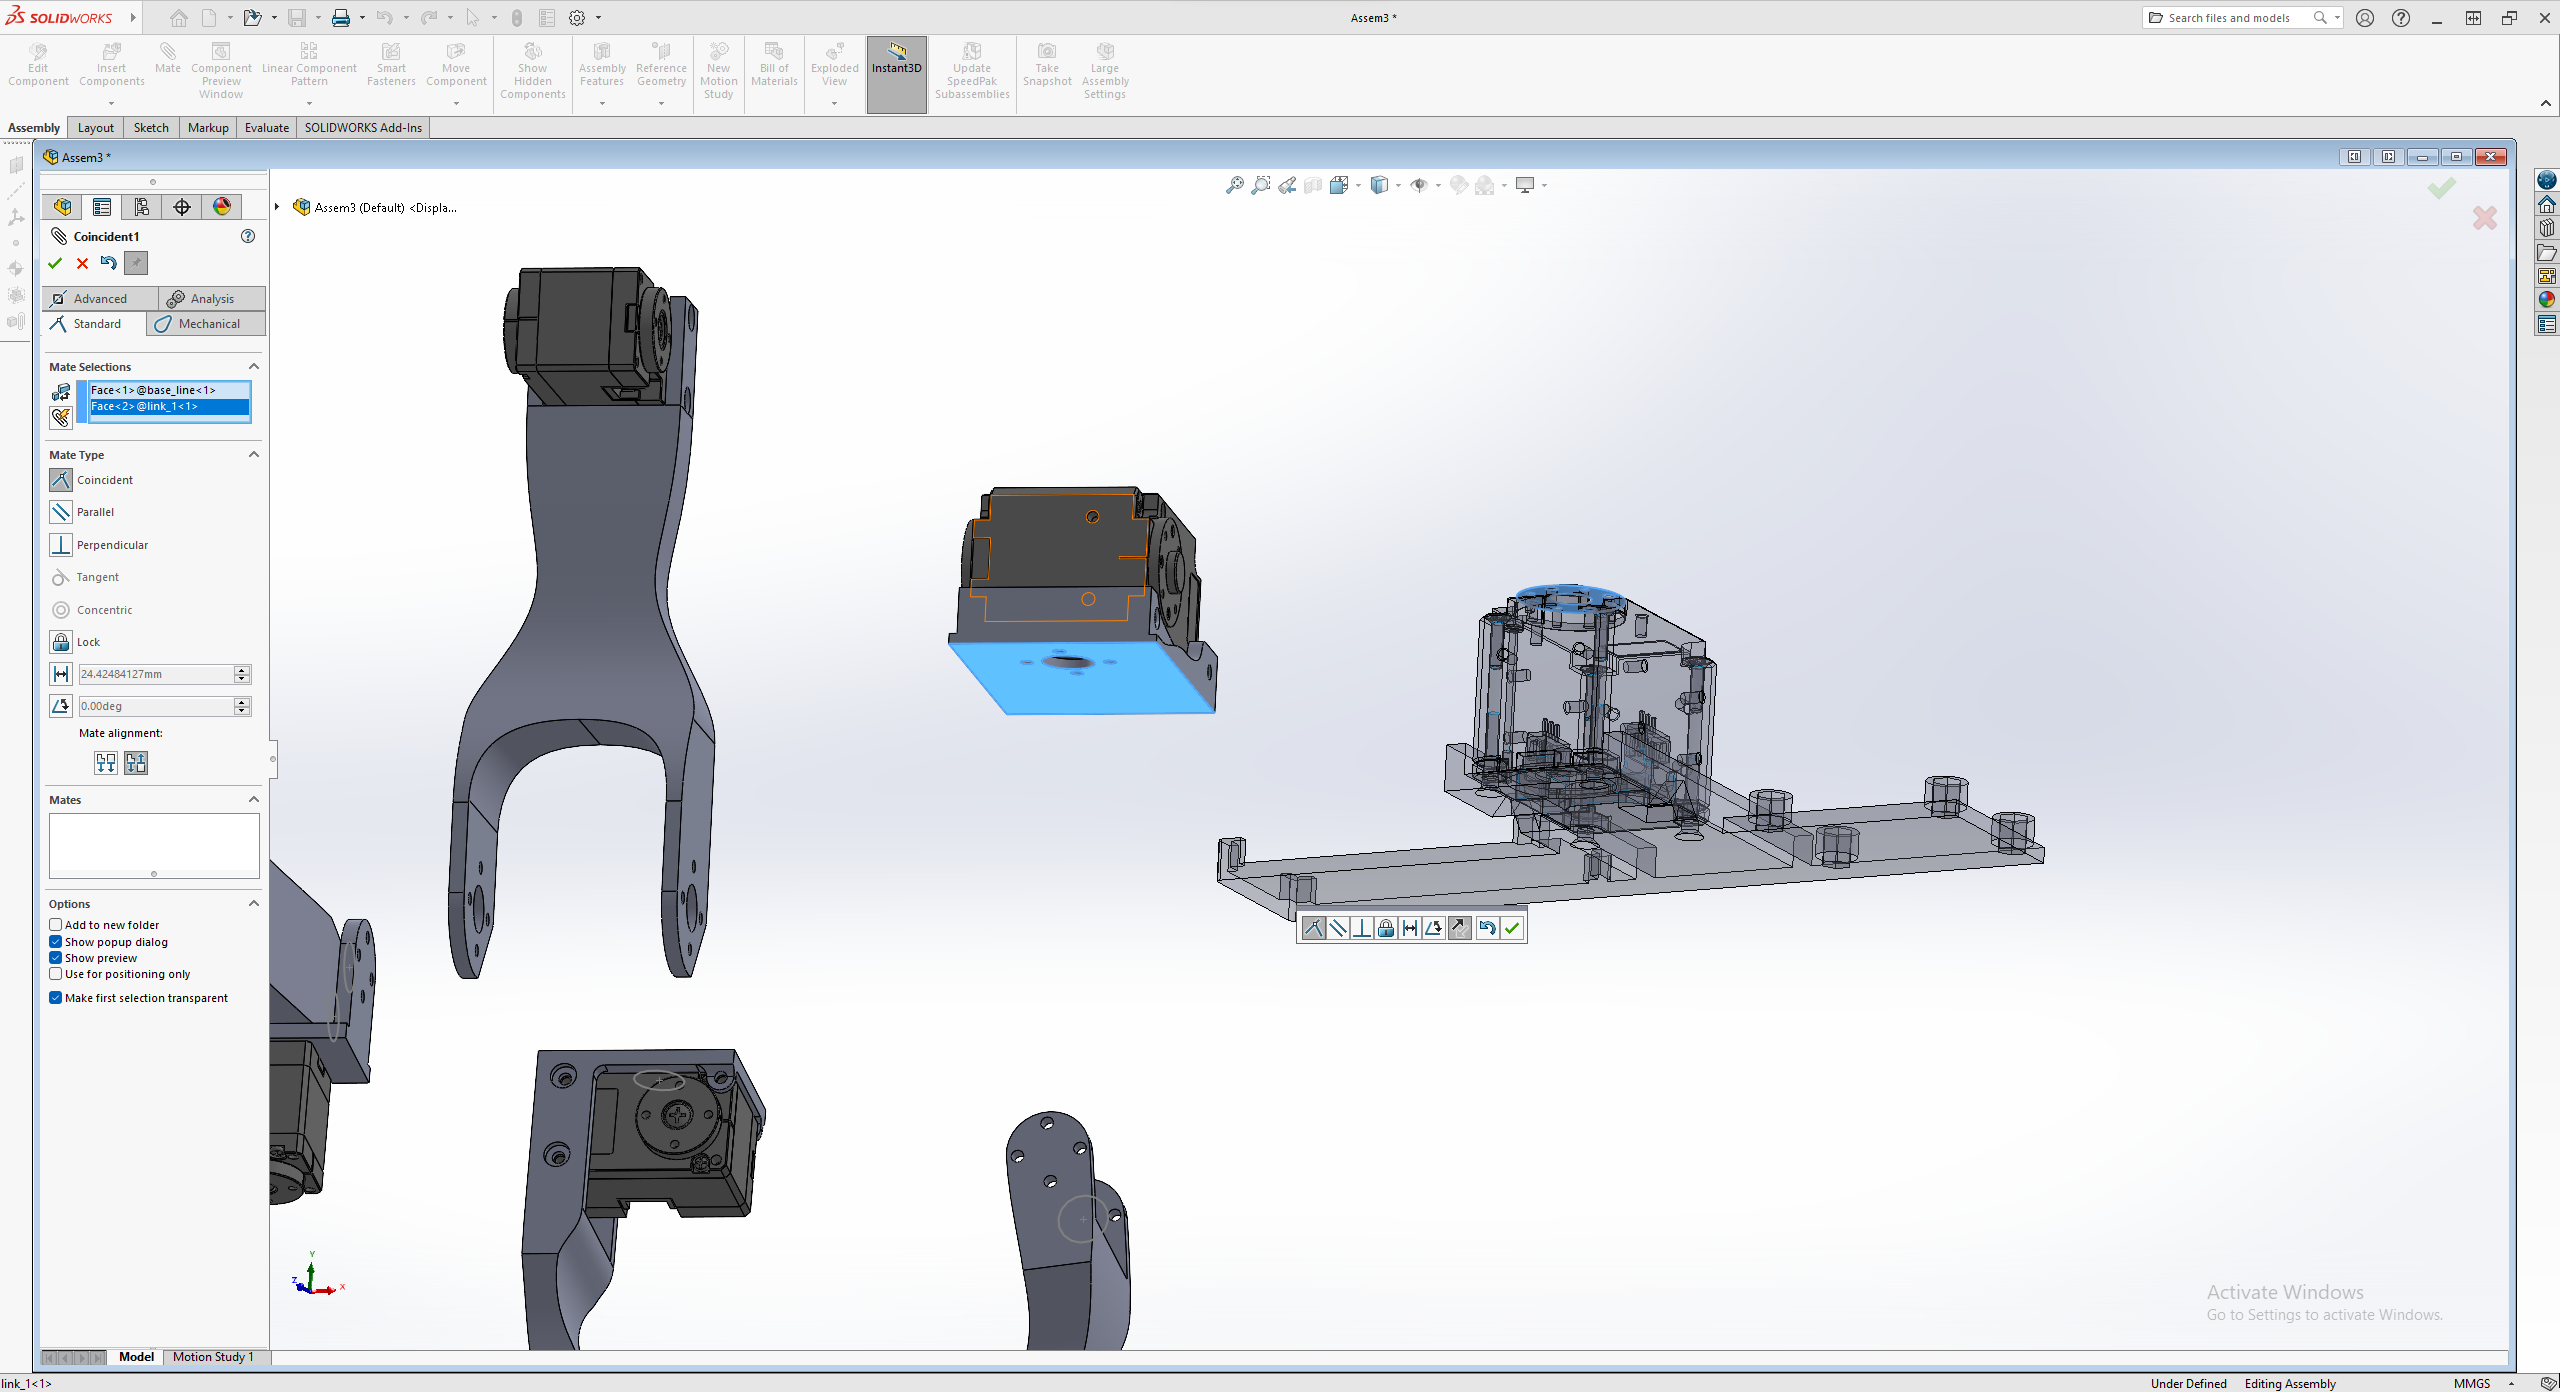 SOLIDWORKS
Assem3 *
Search files and models
Edit Component
Insert Components
Mate
Component Preview Window
Linear Component Pattern
Smart Fasteners
Move Component
Show Hidden Components
Assembly Features
Reference Geometry
New Motion Study
Bill of Materials
Exploded View
Instant3D
Update SpeedPak Subassemblies
Take Snapshot
Large Assembly Settings
Assembly
Layout
Sketch
Markup
Evaluate
SOLIDWORKS Add-Ins
Assem3 *
Assem3 (Default) <Displa...
Coincident1
Advanced
Analysis
Standard
Mechanical
Mate Selections
Face<1>@base_line<1>
Face<2>@link_1<1>
Mate Type
Coincident
Parallel
Perpendicular
Tangent
Concentric
Lock
24.42484127mm
0.00deg
Mate alignment:
Mates
Options
Add to new folder
Show popup dialog
Show preview
Use for positioning only
Make first selection transparent
Y
Z
X
Activate Windows
Go to Settings to activate Windows.
Model
Motion Study 1
link_1<1>
Under Defined
Editing Assembly
MMGS